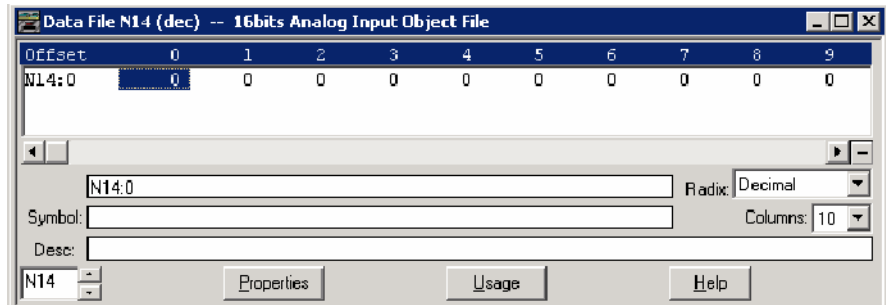 Data File N14 (dec) -- 16bits Analog Input Object File
Offset 0 1 2 3 4 5 6 7 8 9
N14:0 0 0 0 0 0 0 0 0 0 0
N14:0 Radix: Decimal
Symbol: Columns: 10
Desc:
N14 Properties Usage Help